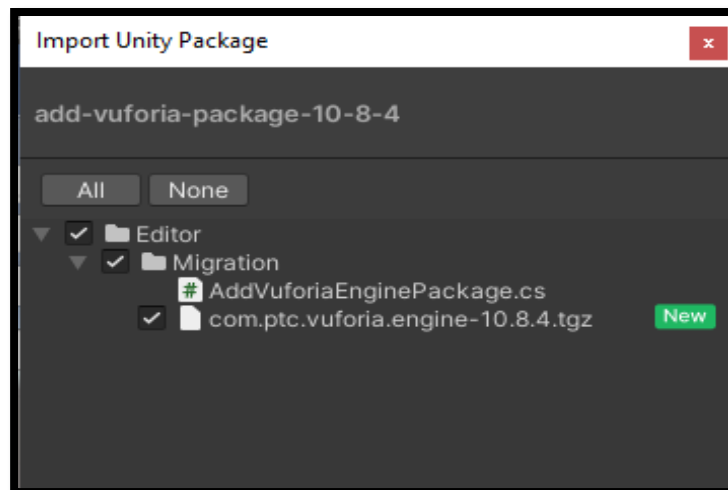 Import Unity Package
x
add-vuforia-package-10-8-4
All None
Editor
Migration
# AddVuforiaEnginePackage.cs
com.ptc.vuforia.engine-10.8.4.tgz New